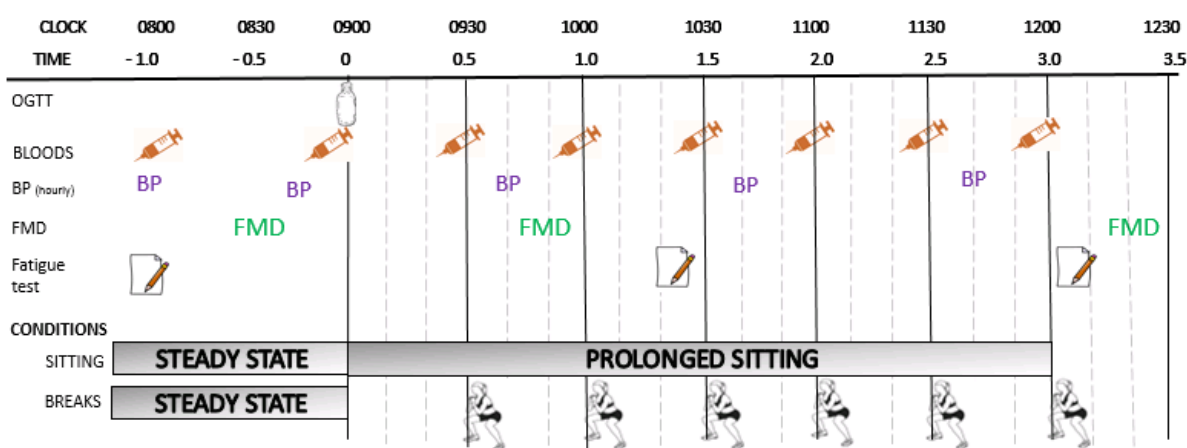 CLOCK 0800 0830 0900 0930 1000 1030 1100 1130 1200 1230
TIME - 1.0 - 0.5 0 0.5 1.0 1.5 2.0 2.5 3.0 3.5
OGTT
BLOODS
BP (hourly) BP BP BP BP BP
FMD FMD FMD FMD
Fatigue
test
CONDITIONS
SITTING STEADY STATE PROLONGED SITTING
BREAKS STEADY STATE